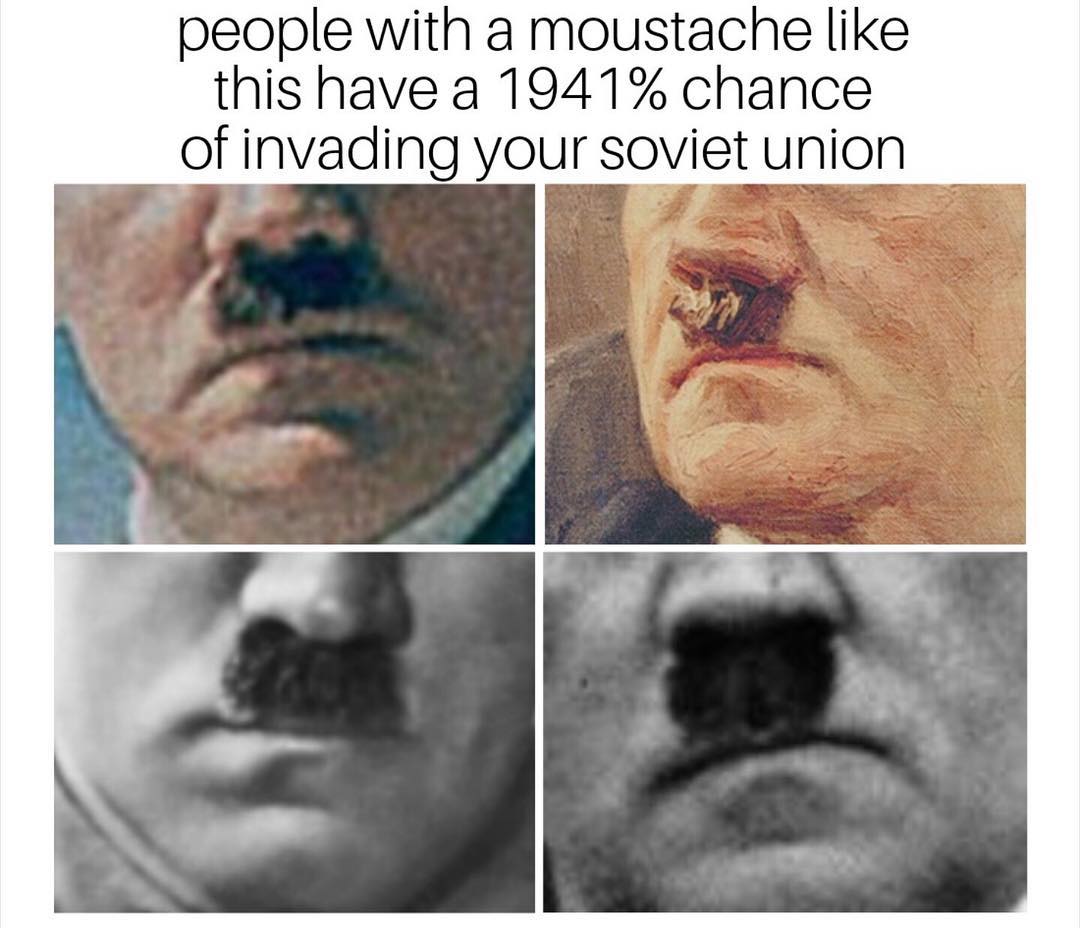 people with a moustache like
this have a 1941% chance
of invading your soviet union